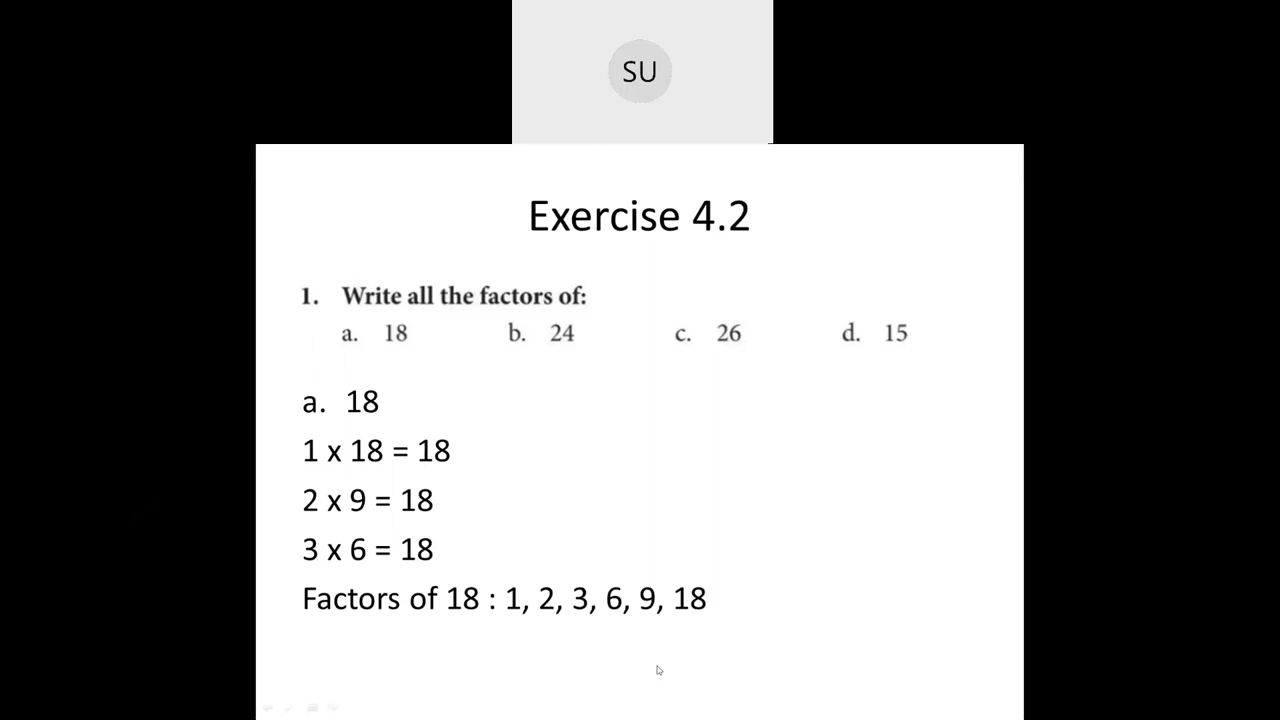 SU
Exercise 4.2
1. Write all the factors of:
a. 18 b. 24 c. 26 d. 15
a. 18
1 x 18 = 18
2 x 9 = 18
3 x 6 = 18
Factors of 18 : 1, 2, 3, 6, 9, 18